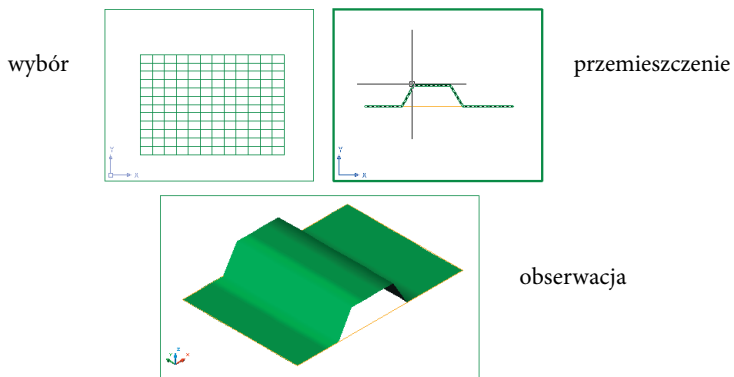 wybór
przemieszczenie
Y
X
Y
X
obserwacja
Z
Y
X